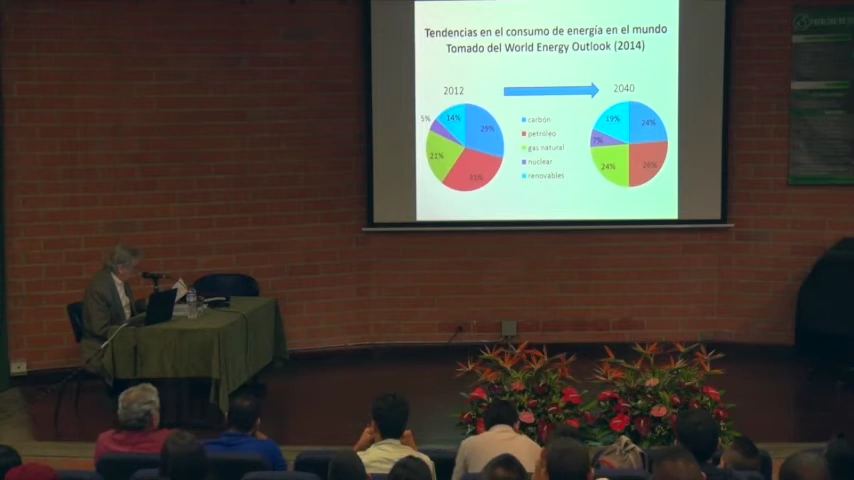 Tendencias en el consumo de energía en el mundo
Tomado del World Energy Outlook (2014)
2012
2040
5%
14%
29%
21%
31%
carbón
petróleo
gas natural
nuclear
renovables
19%
24%
7%
24%
26%